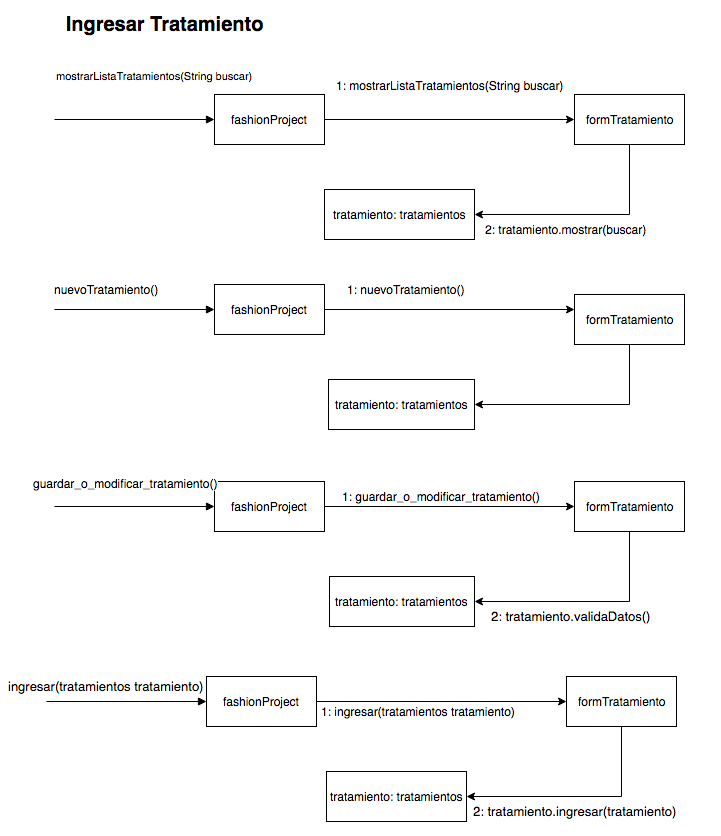 Ingresar Tratamiento
mostrarListaTratamientos(String buscar)
1: mostrarListaTratamientos(String buscar)
fashionProject
formTratamiento
tratamiento: tratamientos
2: tratamiento.mostrar(buscar)
nuevoTratamiento()
1: nuevoTratamiento()
fashionProject
formTratamiento
tratamiento: tratamientos
guardar_o_modificar_tratamiento()
1: guardar_o_modificar_tratamiento()
fashionProject
formTratamiento
tratamiento: tratamientos
2: tratamiento.validaDatos()
ingresar(tratamientos tratamiento)
fashionProject
1: ingresar(tratamientos tratamiento)
formTratamiento
tratamiento: tratamientos
2: tratamiento.ingresar(tratamiento)